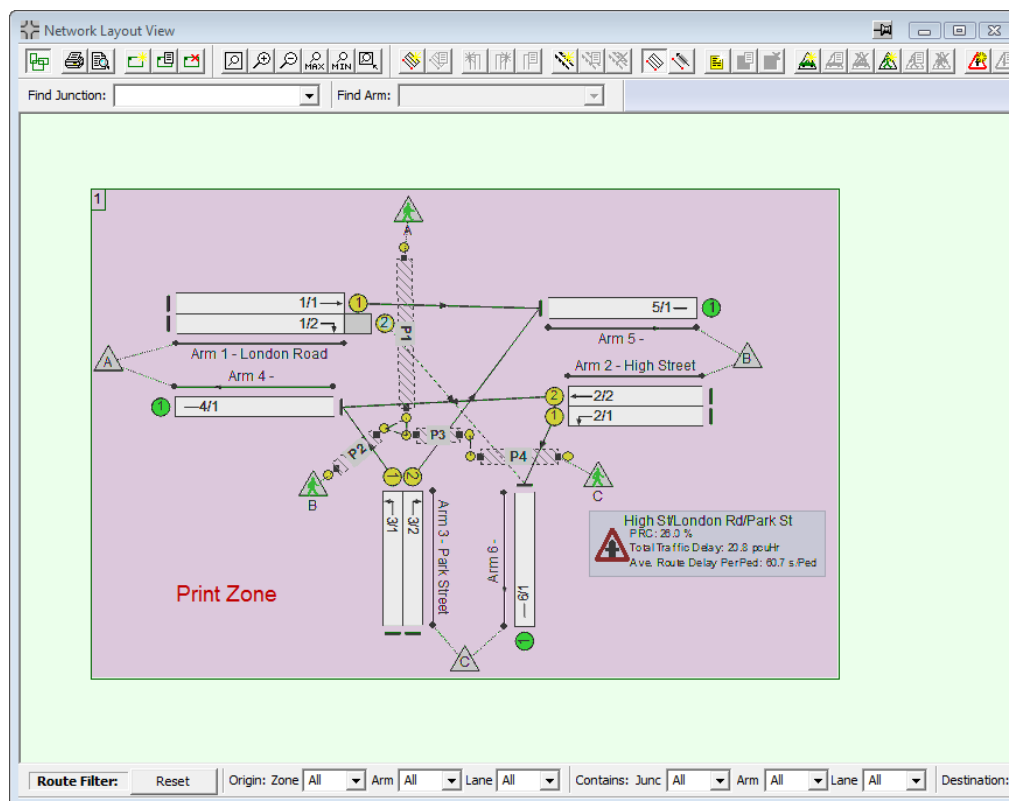 Network Layout View
MAX MIN
Find Junction: Find Arm:
1
A
1/1 1
1/2 2
P1
5/1 1
Arm 5 -
Arm 1 - London Road
A
Arm 4 -
Arm 2 - High Street
B
1 4/1
2 2/2
1 2/1
P3
P2
P4
B
C
1 2
3/1 3/2
Arm 3 - Park Street
Arm 6 -
6/1
1
C
High St/London Rd/Park St
PRC: 26.0 %
Total Traffic Delay: 20.8 pcuHr
Ave. Route Delay Per Ped: 60.7 s/Ped
Print Zone
Route Filter: Reset Origin: Zone All Arm All Lane All Contains: Junc All Arm All Lane All Destination: